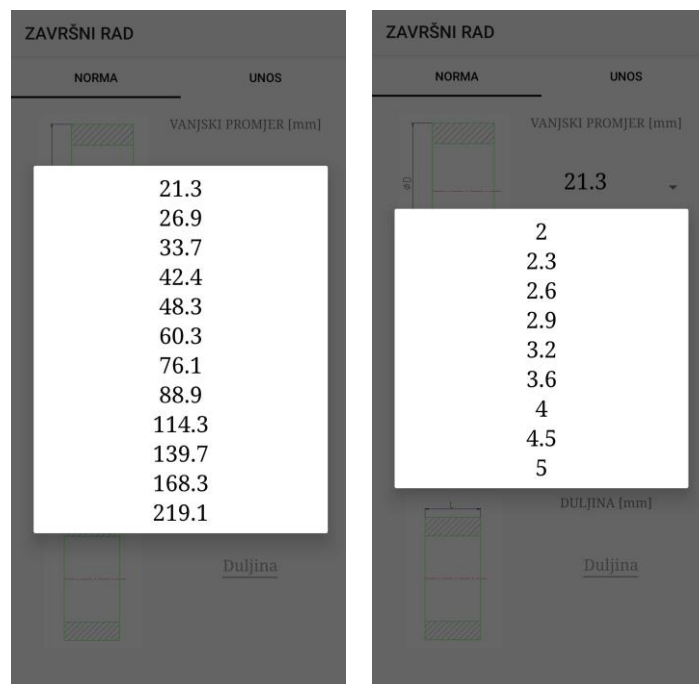 ZAVRŠNI RAD
NORMA UNOS
VANJSKI PROMJER [mm]
21.3
26.9
33.7
42.4
48.3
60.3
76.1
88.9
114.3
139.7
168.3
219.1
Duljina
ZAVRŠNI RAD
NORMA UNOS
VANJSKI PROMJER [mm]
øD
21.3
2
2.3
2.6
2.9
3.2
3.6
4
4.5
5
DULJINA [mm]
L
Duljina